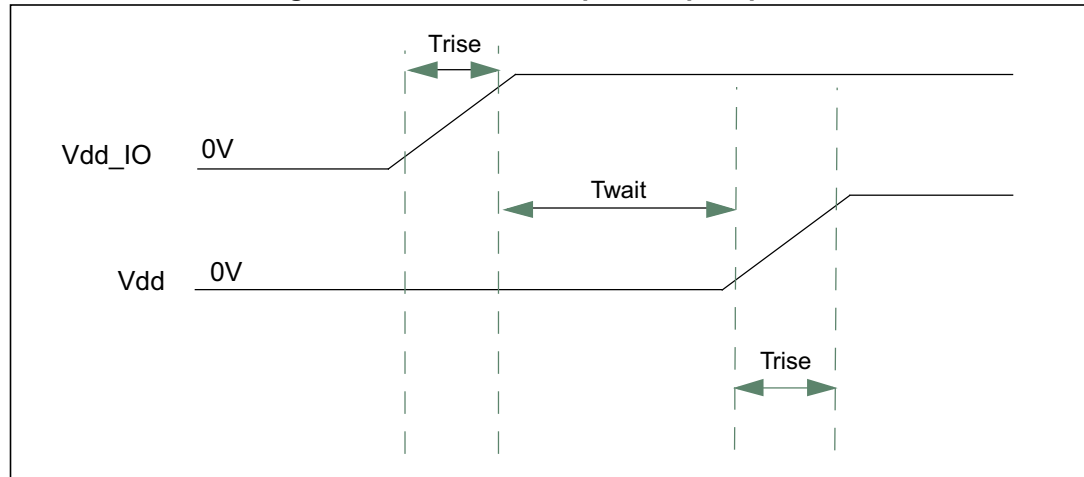 Trise
Vdd_IO
0V
Twait
Vdd
0V
Trise